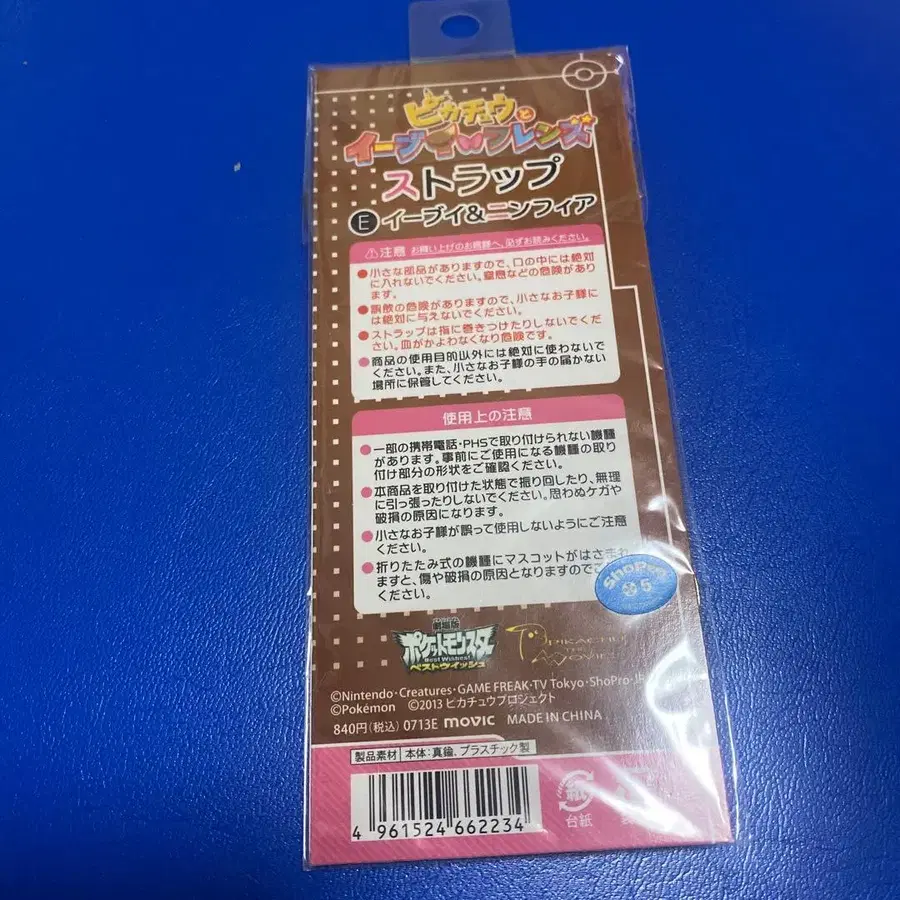 ピカチュウと
イーブイ☆フレンズ
ストラップ
E イーブイ&ニンフィア
⚠注意 お買い上げのお客様へ、必ずお読みください。
●小さな部品がありますので、口の中には絶対
に入れないでください。窒息などの危険があり
ます。
●誤飲の危険がありますので、小さなお子様に
は絶対に与えないでください。
●ストラップは指に巻きつけたりしないでくだ
さい。血がかよわなくなり危険です。
●商品の使用目的以外には絶対に使わないで
ください。また、小さなお子様の手の届かない
場所に保管してください。
使用上の注意
●一部の携帯電話・PHSで取り付けられない機種
があります。事前にご使用になる機種の取り
付け部分の形状をご確認ください。
●本商品を取り付けた状態で振り回したり、無理
に引っ張ったりしないでください。思わぬケガや
破損の原因になります。
●小さなお子様が誤って使用しないようにご注意
ください。
●折りたたみ式の機種にマスコットがはさまれ
ますと、傷や破損の原因となりますのでご
ください。
ShoPro
5
劇場版
ポケットモンスター
Best Wishes!
ベストウイッシュ
PIKACHU
THE
MOVIE
©Nintendo・Creatures・GAME FREAK・TV Tokyo・ShoPro・JR
©Pokémon ©2013 ピカチュウプロジェクト
840円(税込) 0713E movic MADE IN CHINA
製品素材 本体:真鍮、プラスチック製
4 961524 662234
紙
台紙